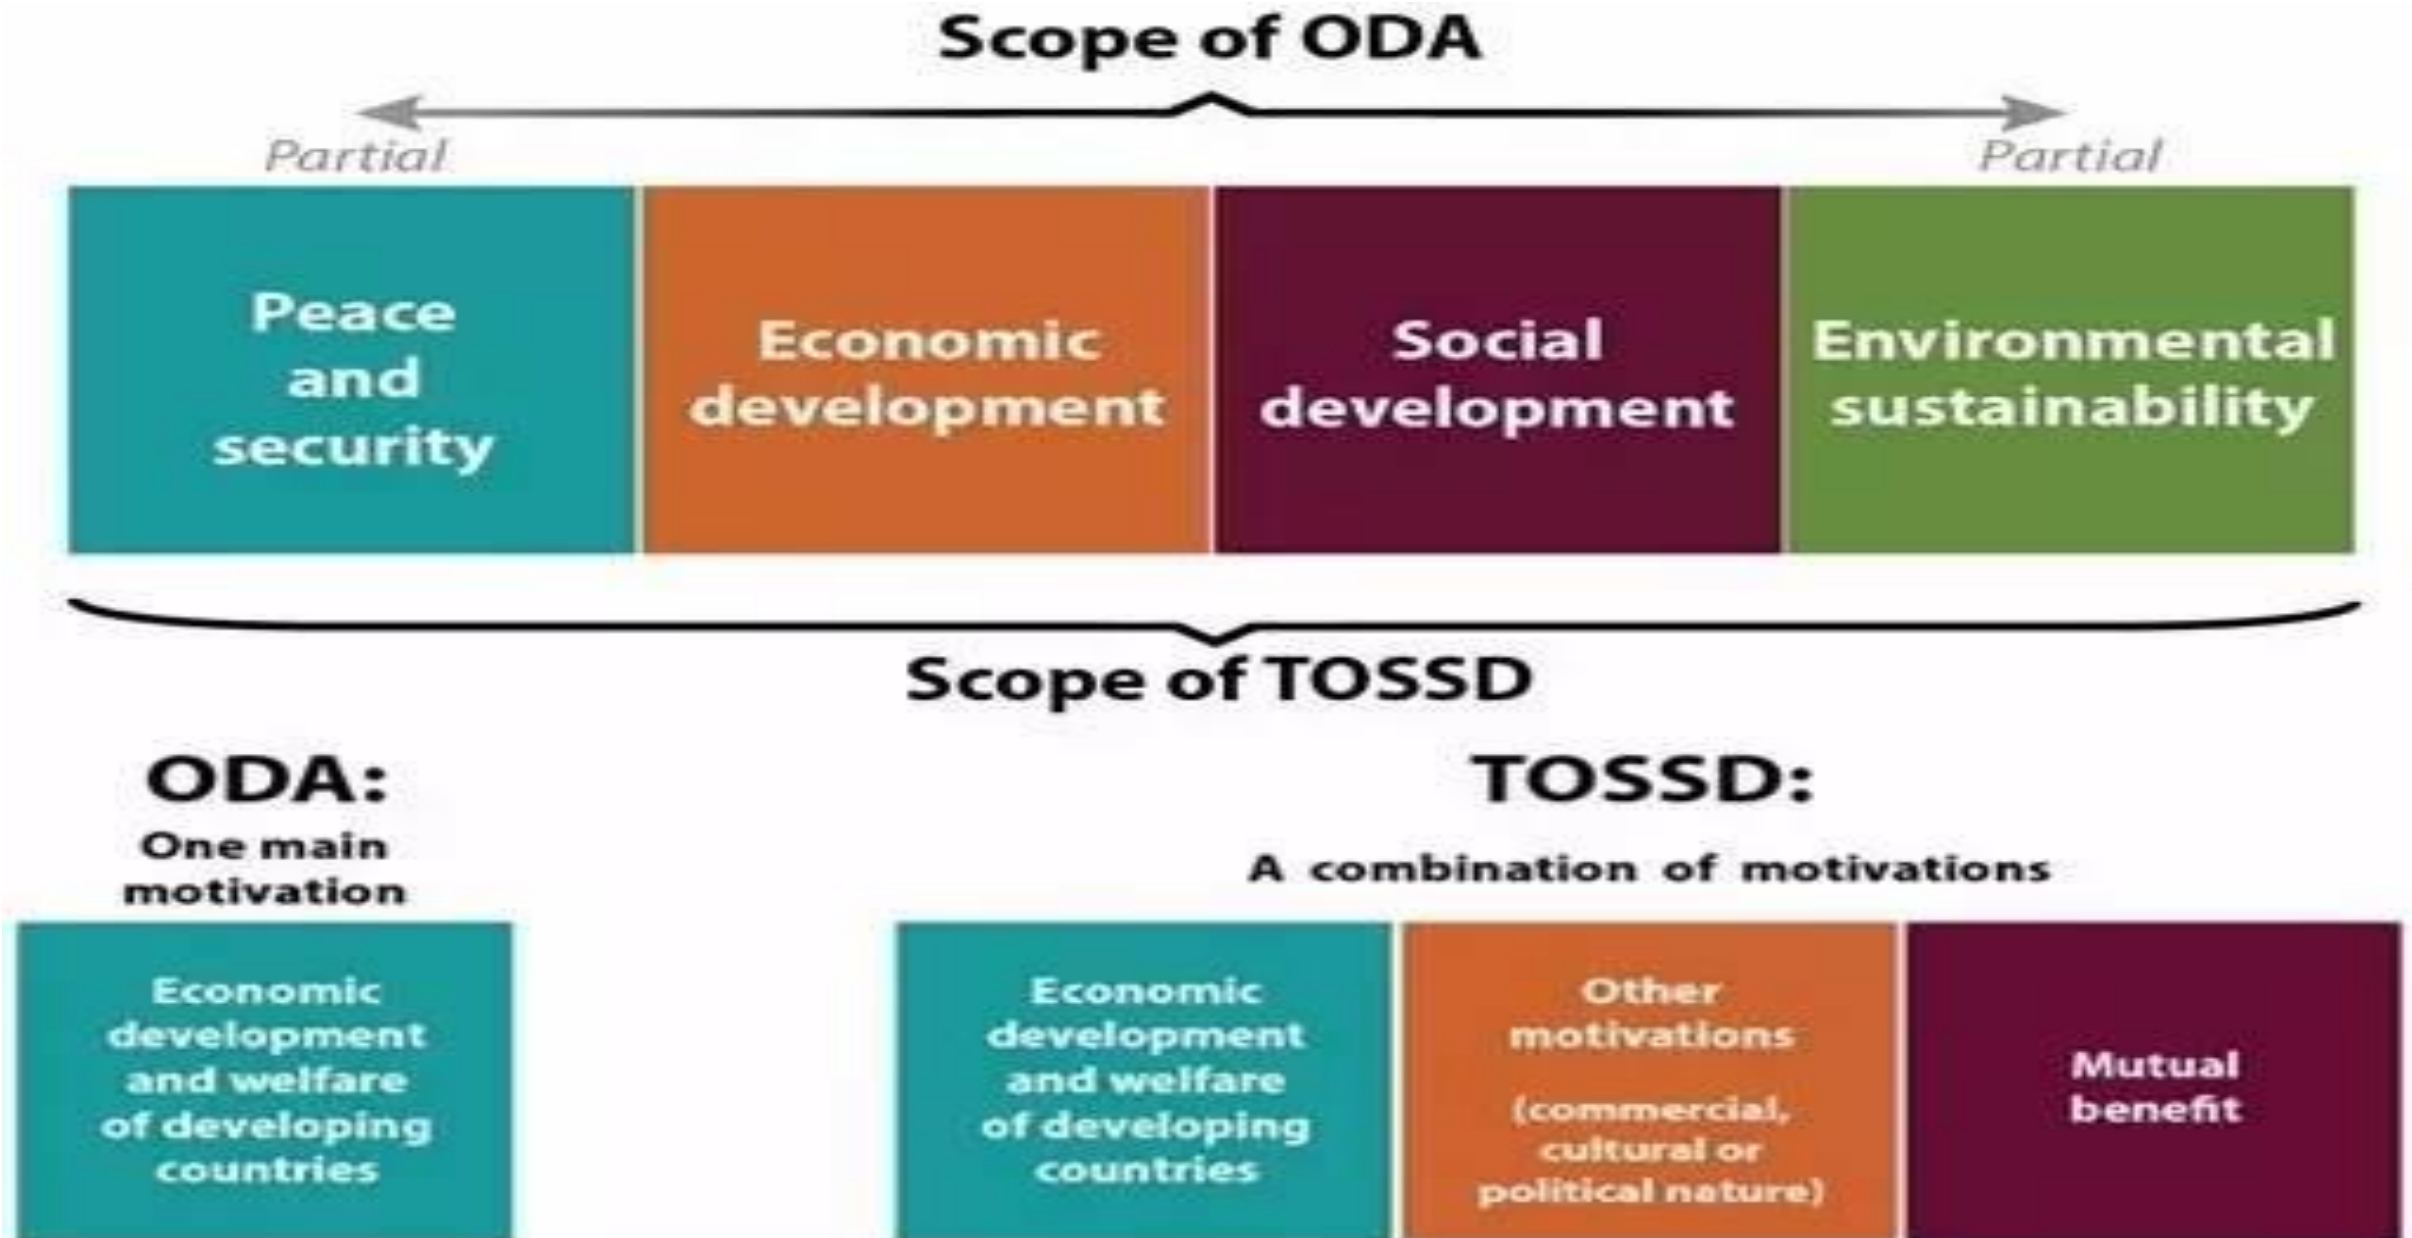 Scope of ODA
Partial
Partial
Peace
and
security
Economic
development
Social
development
Environmental
sustainability
Scope of TOSSD
ODA:
One main
motivation
Economic
development
and welfare
of developing
countries
TOSSD:
A combination of motivations
Economic
development
and welfare
of developing
countries
Other
motivations
(commercial,
cultural or
political nature)
Mutual
benefit